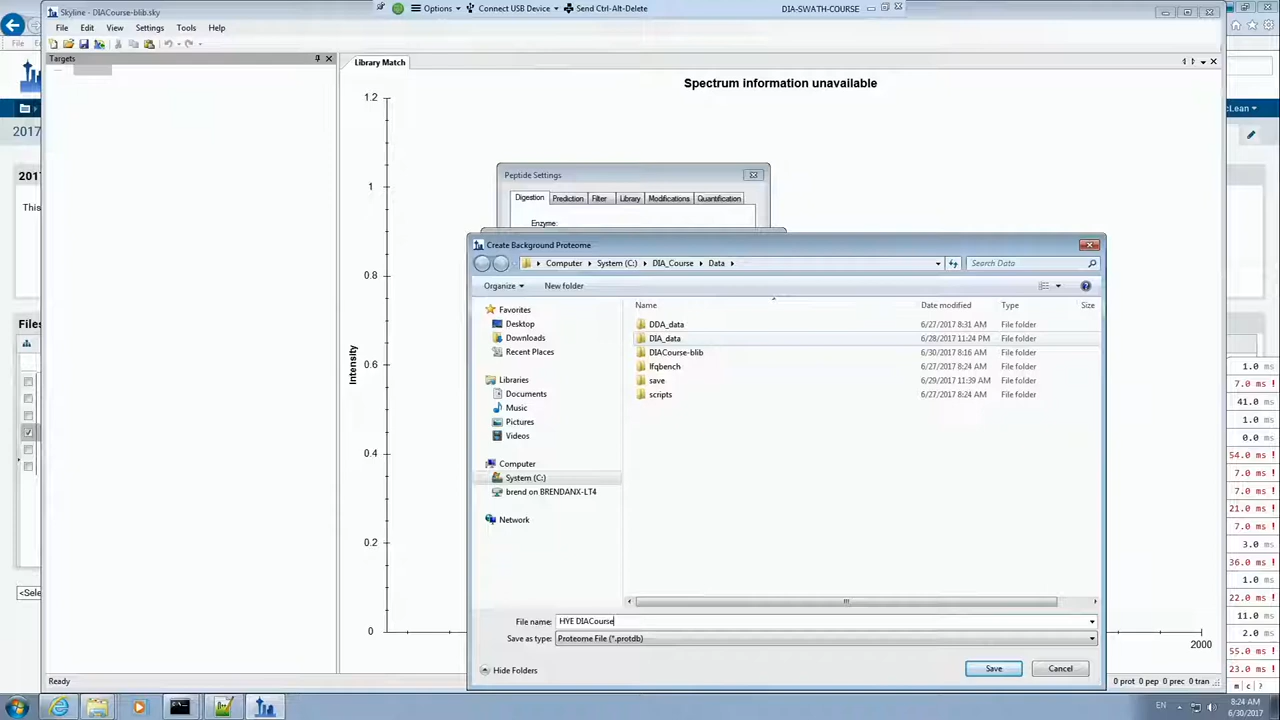 Skyline - DIACourse-blib.sky
Options
Connect USB Device
Send Ctrl-Alt-Delete
DIA-SWATH-COURSE
File Edit View Settings Tools Help
Targets
Library Match
Spectrum information unavailable
1.2
1
0.8
0.6
0.4
0.2
0
Intensity
2000
Peptide Settings
Digestion Prediction Filter Library Modifications Quantification
Enzyme:
Create Background Proteome
Computer System (C:) DIA_Course Data
Search Data
Organize New folder
Favorites
Desktop
Downloads
Recent Places
Libraries
Documents
Music
Pictures
Videos
Computer
System (C:)
brend on BRENDANX-LT4
Network
Name Date modified Type Size
DDA_data 6/27/2017 8:31 AM File folder
DIA_data 6/28/2017 11:24 PM File folder
DIACourse-blib 6/30/2017 8:16 AM File folder
lfqbench 6/27/2017 8:24 AM File folder
save 6/29/2017 11:39 AM File folder
scripts 6/27/2017 8:24 AM File folder
File name: HYE DIACourse
Save as type: Proteome File (*.protdb)
Hide Folders
Save Cancel
Ready
0 prot 0 pep 0 prec 0 tran
File
2017
2017
This
Files
<Sele
cLean
1.0 ms
7.0 ms !
41.0 ms
1.0 ms
0.0 ms
54.0 ms !
7.0 ms !
7.0 ms !
21.0 ms !
7.0 ms !
3.0 ms
36.0 ms !
1.0 ms
22.0 ms !
11.0 ms
2.0 ms
55.0 ms !
23.0 ms !
m | c | ?
EN
8:24 AM
6/30/2017